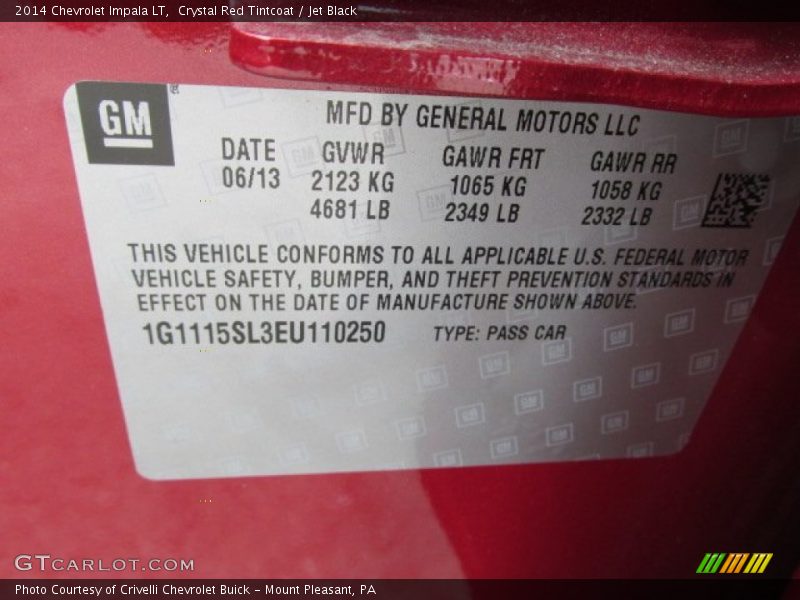 2014 Chevrolet Impala LT, Crystal Red Tintcoat / Jet Black
GM ®
MFD BY GENERAL MOTORS LLC
DATE GVWR GAWR FRT GAWR RR
06/13 2123 KG 1065 KG 1058 KG
4681 LB 2349 LB 2332 LB
THIS VEHICLE CONFORMS TO ALL APPLICABLE U.S. FEDERAL MOTOR
VEHICLE SAFETY, BUMPER, AND THEFT PREVENTION STANDARDS IN
EFFECT ON THE DATE OF MANUFACTURE SHOWN ABOVE.
1G1115SL3EU110250 TYPE: PASS CAR
GTCARLOT.COM
Photo Courtesy of Crivelli Chevrolet Buick - Mount Pleasant, PA